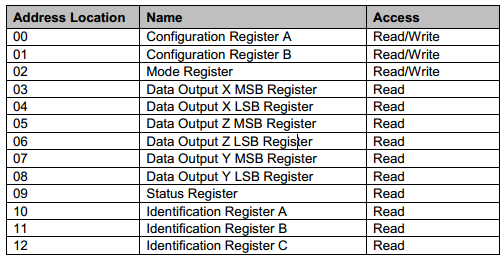 Address Location Name Access
00 Configuration Register A Read/Write
01 Configuration Register B Read/Write
02 Mode Register Read/Write
03 Data Output X MSB Register Read
04 Data Output X LSB Register Read
05 Data Output Z MSB Register Read
06 Data Output Z LSB Register Read
07 Data Output Y MSB Register Read
08 Data Output Y LSB Register Read
09 Status Register Read
10 Identification Register A Read
11 Identification Register B Read
12 Identification Register C Read